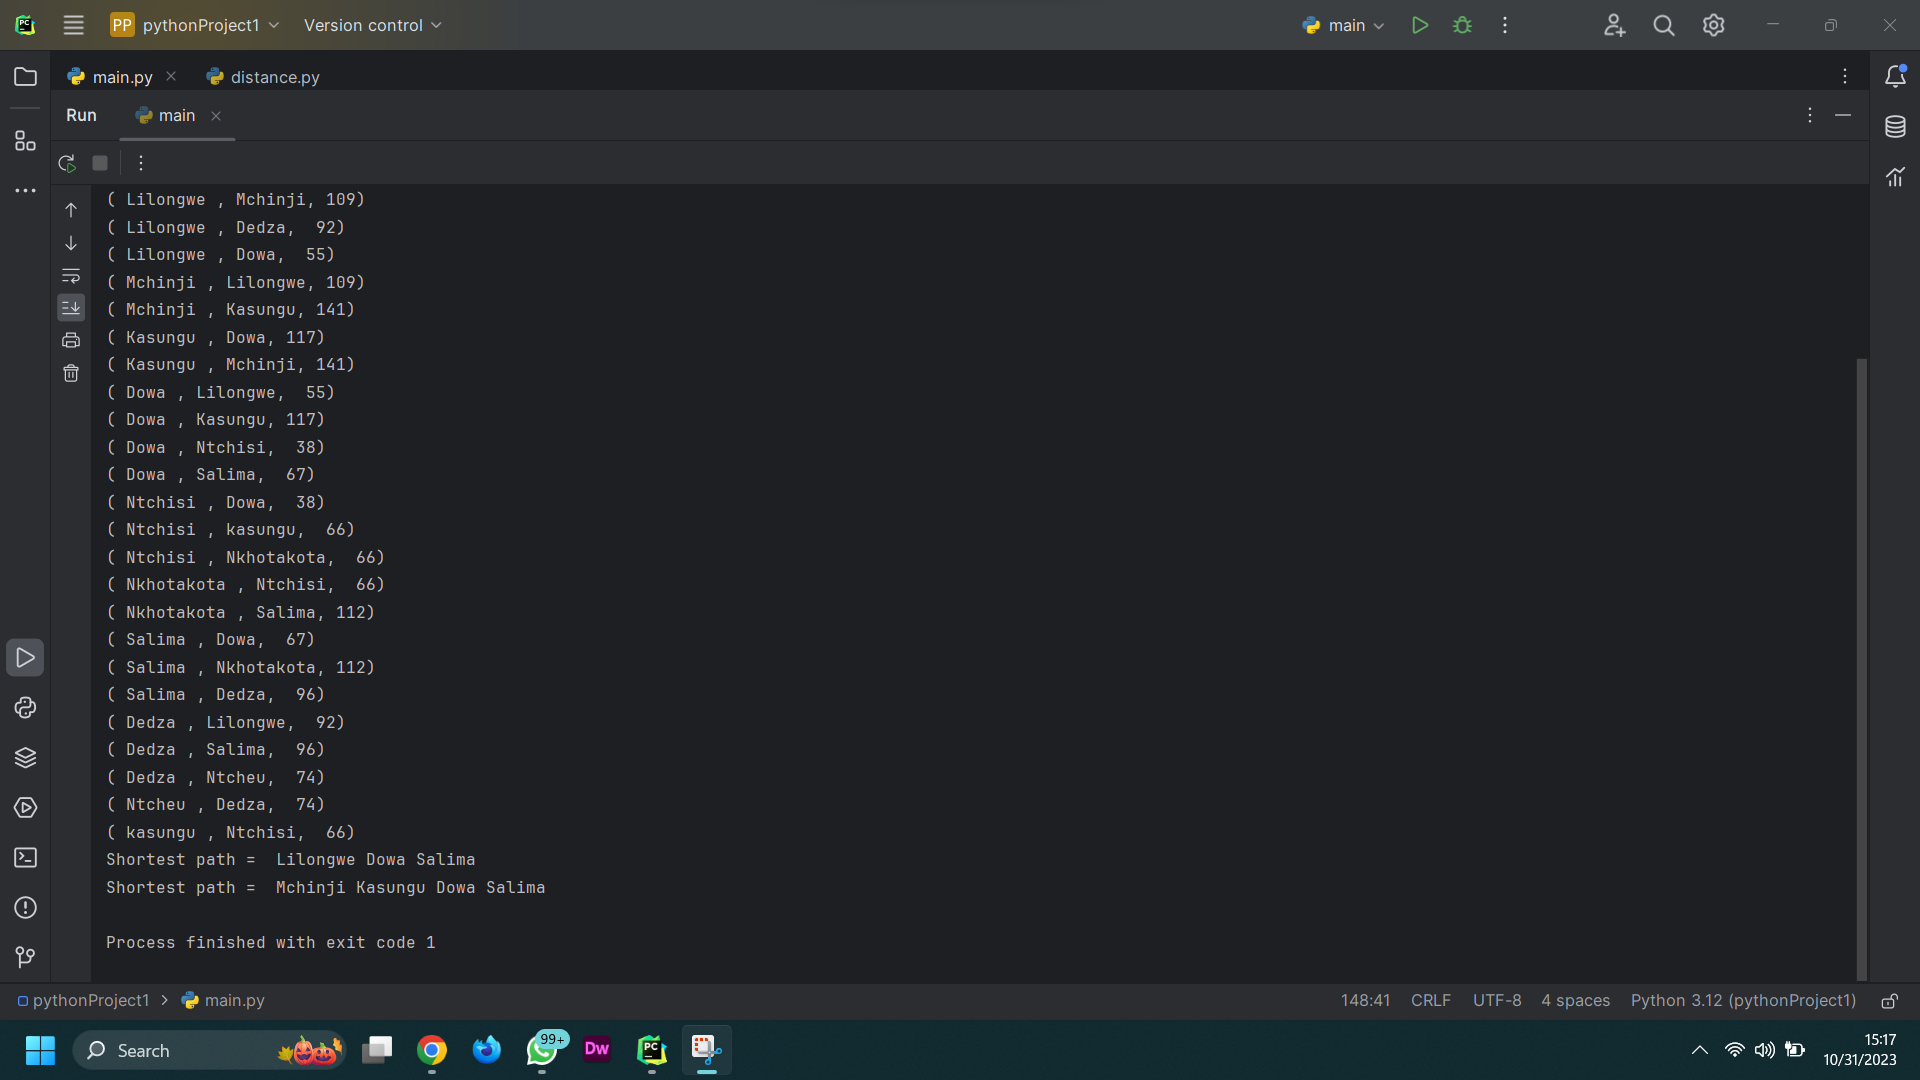 PP pythonProject1 Version control main
main.py distance.py
Run main
( Lilongwe , Mchinji, 109)
( Lilongwe , Dedza,  92)
( Lilongwe , Dowa,  55)
( Mchinji , Lilongwe, 109)
( Mchinji , Kasungu, 141)
( Kasungu , Dowa, 117)
( Kasungu , Mchinji, 141)
( Dowa , Lilongwe,  55)
( Dowa , Kasungu, 117)
( Dowa , Ntchisi,  38)
( Dowa , Salima,  67)
( Ntchisi , Dowa,  38)
( Ntchisi , kasungu,  66)
( Ntchisi , Nkhotakota,  66)
( Nkhotakota , Ntchisi,  66)
( Nkhotakota , Salima, 112)
( Salima , Dowa,  67)
( Salima , Nkhotakota, 112)
( Salima , Dedza,  96)
( Dedza , Lilongwe,  92)
( Dedza , Salima,  96)
( Dedza , Ntcheu,  74)
( Ntcheu , Dedza,  74)
( kasungu , Ntchisi,  66)
Shortest path =  Lilongwe Dowa Salima
Shortest path =  Mchinji Kasungu Dowa Salima
Process finished with exit code 1
pythonProject1 > main.py 148:41 CRLF UTF-8 4 spaces Python 3.12 (pythonProject1)
Search 99+ Dw PC 15:17
10/31/2023